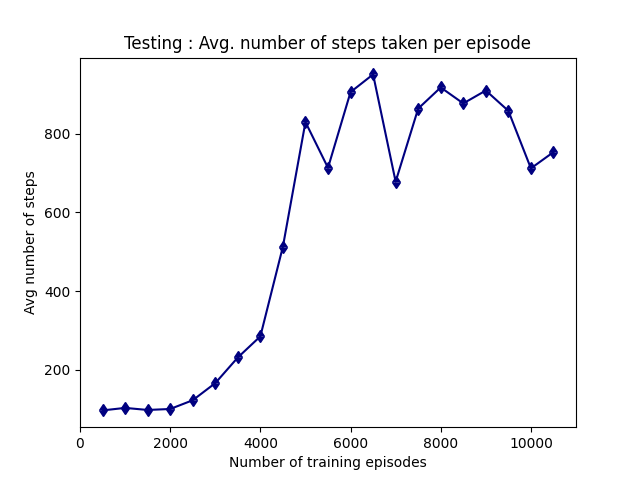 Testing : Avg. number of steps taken per episode
Avg number of steps
800
600
400
200
0 2000 4000 6000 8000 10000
Number of training episodes